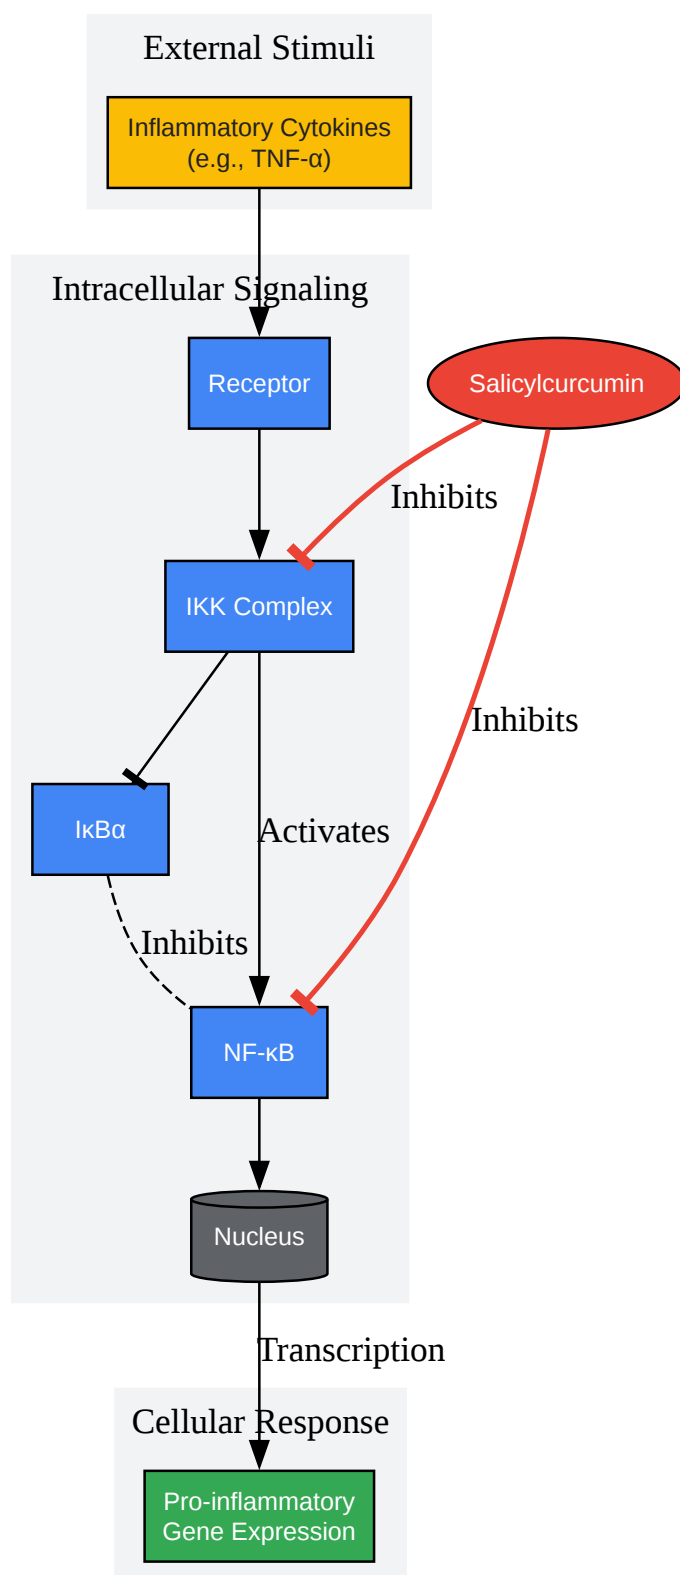 External Stimuli
Inflammatory Cytokines
(e.g., TNF-α)
Intracellular Signaling
Receptor
Salicylcurcumin
Inhibits
IKK Complex
Inhibits
IκBα
Activates
Inhibits
NF-κB
Nucleus
Transcription
Cellular Response
Pro-inflammatory
Gene Expression